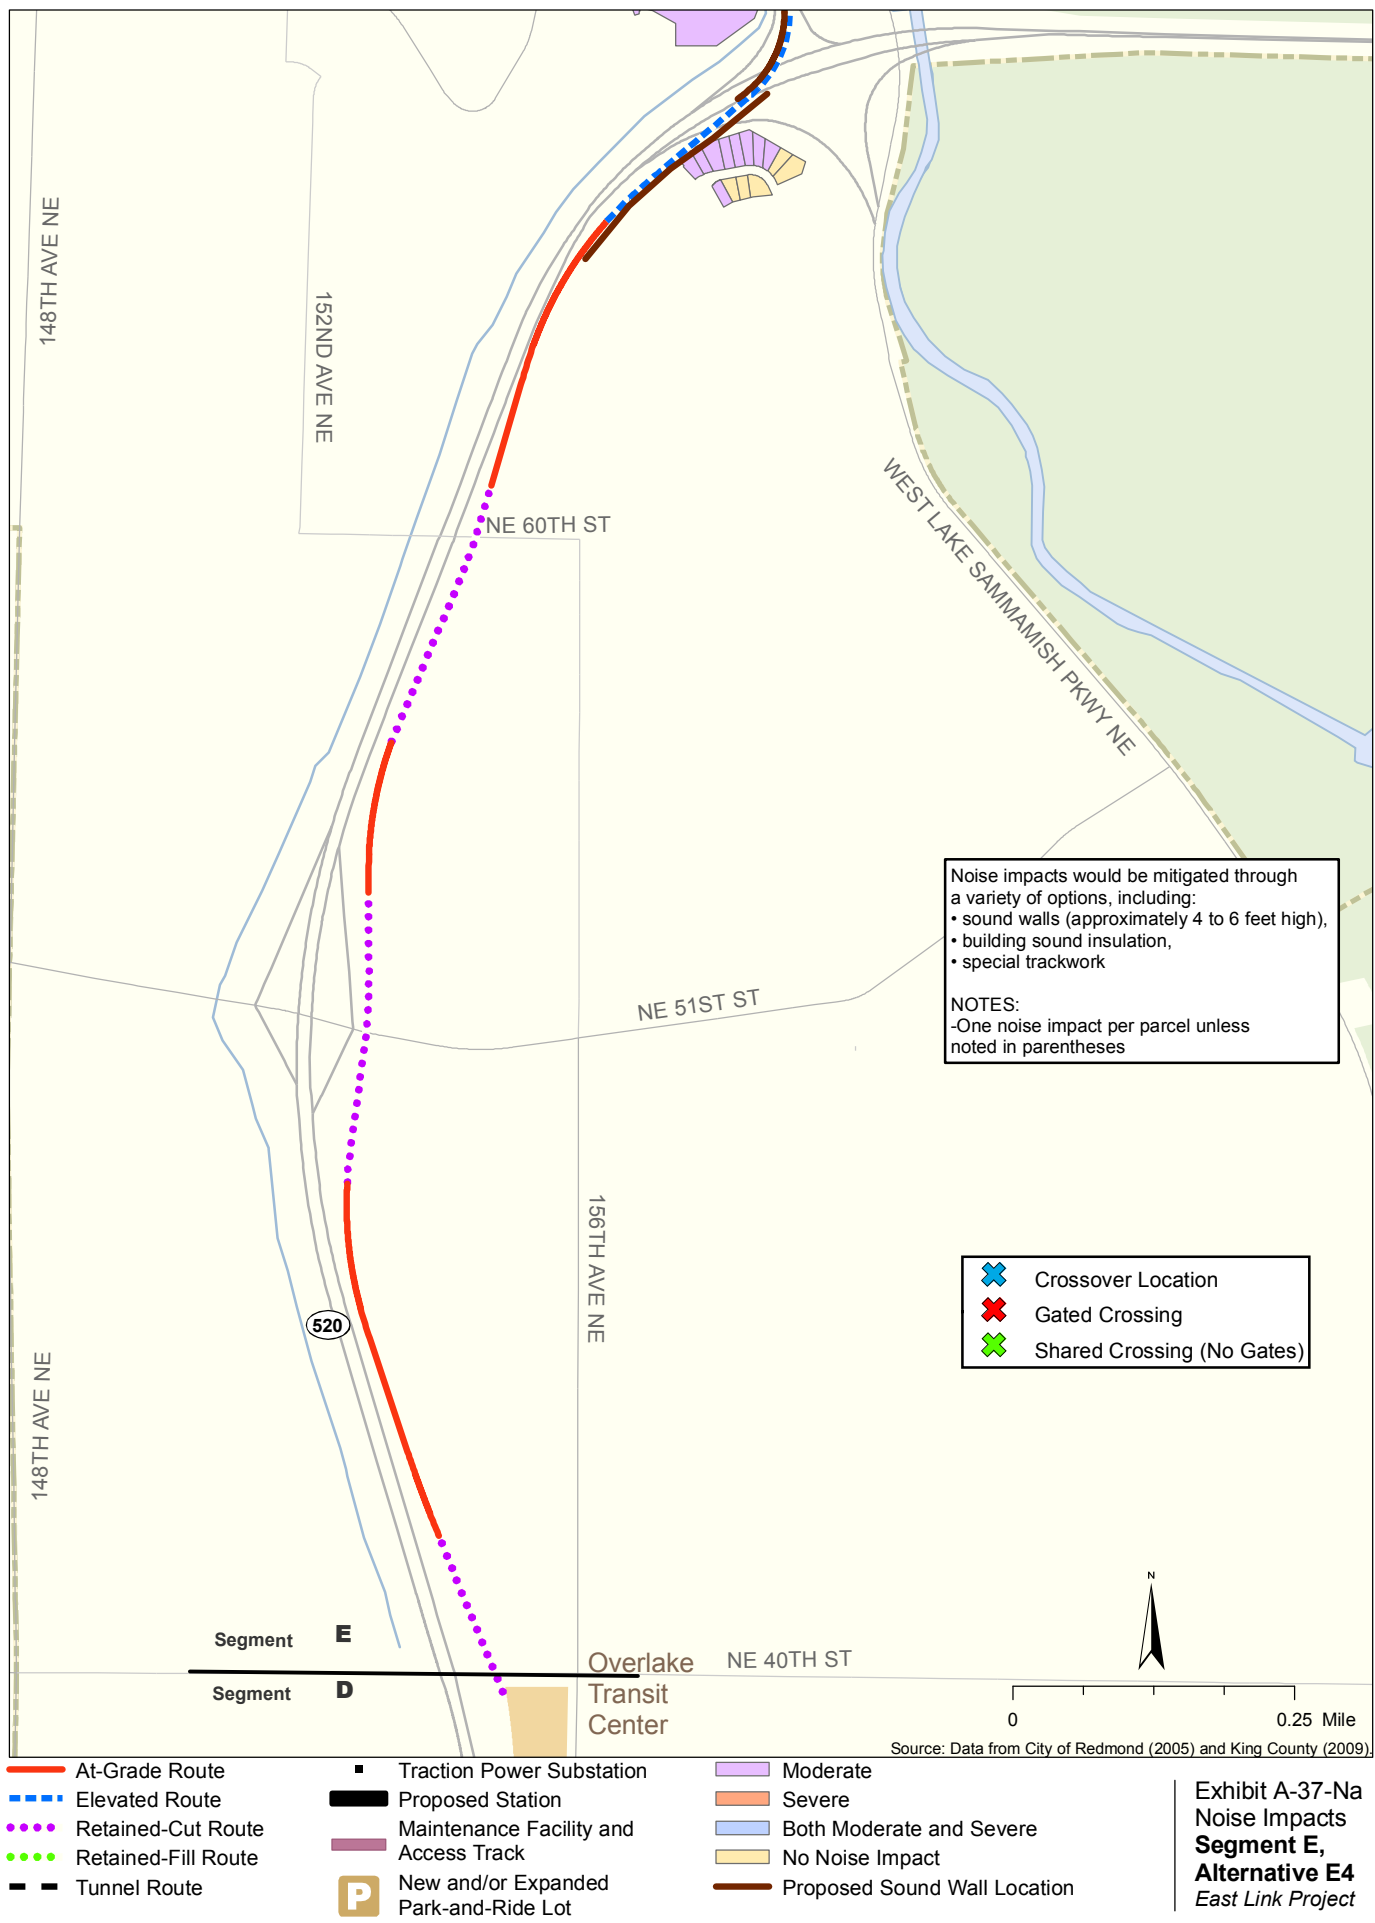 148TH AVE NE
152ND AVE NE
NE 60TH ST
WEST LAKE SAMMAMISH PKWY NE
Noise impacts would be mitigated through
a variety of options, including:
• sound walls (approximately 4 to 6 feet high),
• building sound insulation,
• special trackwork
NOTES:
-One noise impact per parcel unless
noted in parentheses
NE 51ST ST
156TH AVE NE
Crossover Location
Gated Crossing
Shared Crossing (No Gates)
520
148TH AVE NE
N
Segment E
Segment D
Overlake
Transit
Center
NE 40TH ST
0 0.25 Mile
Source: Data from City of Redmond (2005) and King County (2009).
At-Grade Route
Elevated Route
Retained-Cut Route
Retained-Fill Route
Tunnel Route
Traction Power Substation
Proposed Station
Maintenance Facility and
Access Track
P
New and/or Expanded
Park-and-Ride Lot
Moderate
Severe
Both Moderate and Severe
No Noise Impact
Proposed Sound Wall Location
Exhibit A-37-Na
Noise Impacts
Segment E,
Alternative E4
East Link Project